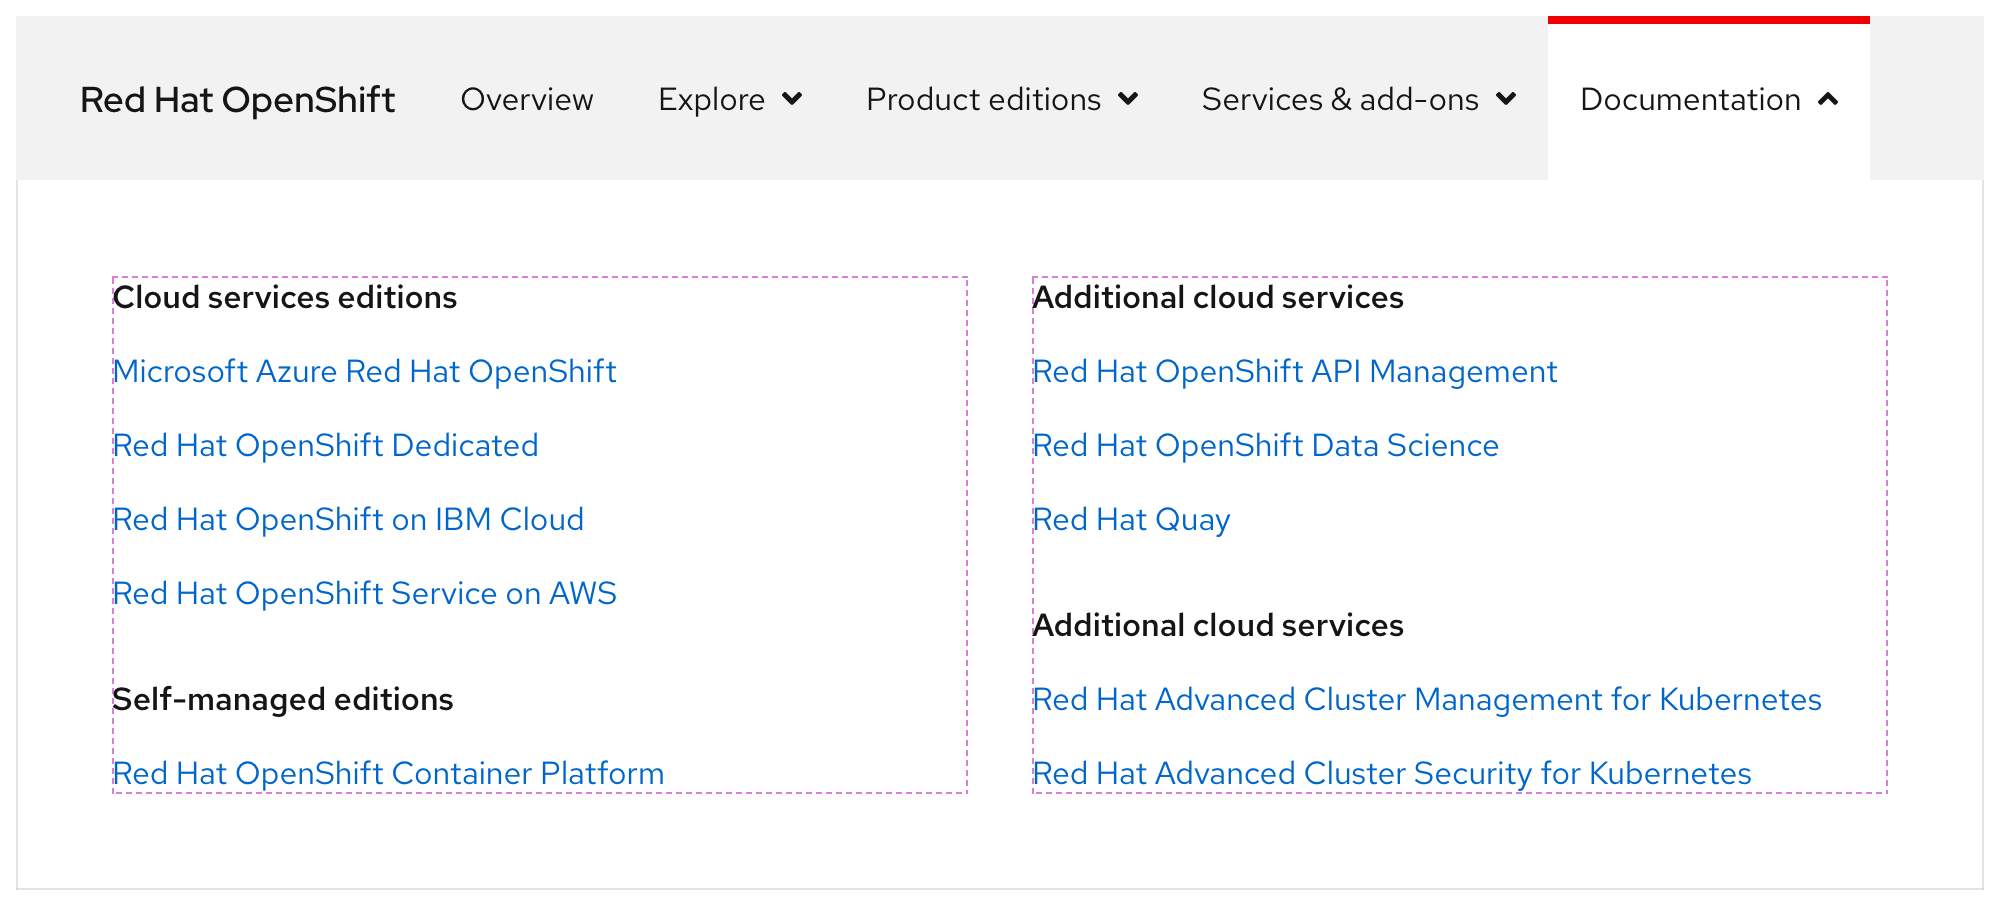 Red Hat OpenShift Overview Explore Product editions Services & add-ons Documentation
Cloud services editions
Microsoft Azure Red Hat OpenShift
Red Hat OpenShift Dedicated
Red Hat OpenShift on IBM Cloud
Red Hat OpenShift Service on AWS
Self-managed editions
Red Hat OpenShift Container Platform
Additional cloud services
Red Hat OpenShift API Management
Red Hat OpenShift Data Science
Red Hat Quay
Additional cloud services
Red Hat Advanced Cluster Management for Kubernetes
Red Hat Advanced Cluster Security for Kubernetes